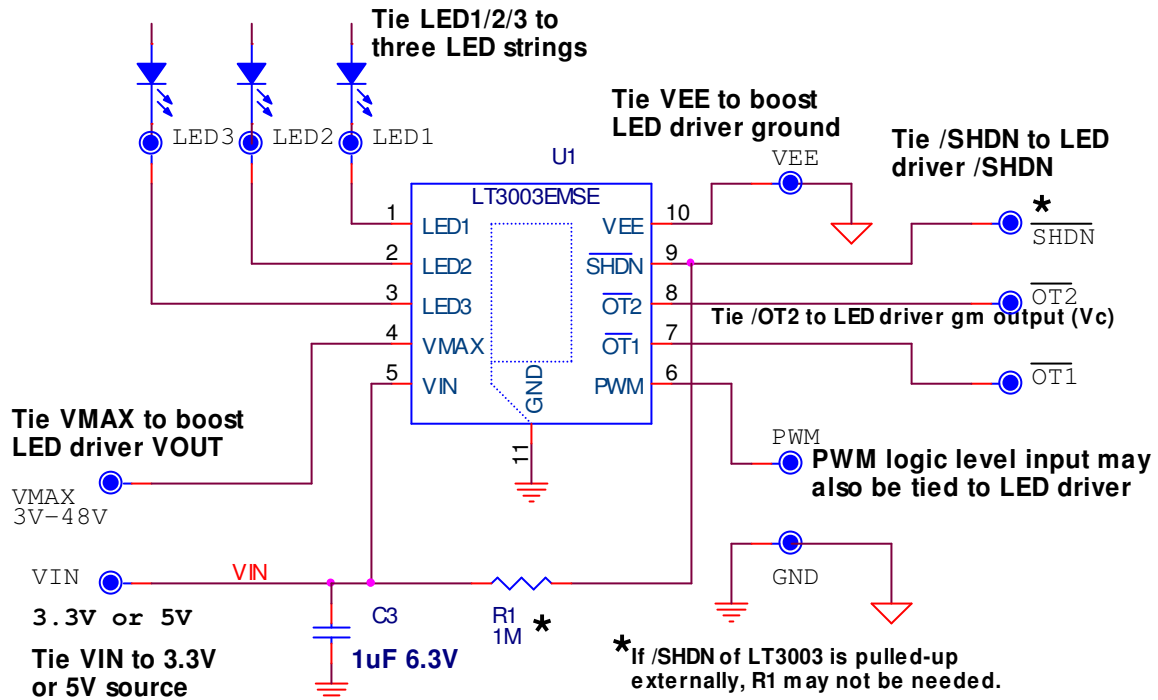 Tie LED1/2/3 to
three LED strings
LED3
LED2
LED1
Tie VEE to boost
LED driver ground
VEE
Tie /SHDN to LED
driver /SHDN
*
SHDN
U1
LT3003EMSE
1
LED1
2
LED2
3
LED3
4
VMAX
5
VIN
GND
11
VEE
10
SHDN
9
OT2
8
OT1
7
PWM
6
OT2
Tie /OT2 to LED driver gm output (Vc)
OT1
Tie VMAX to boost
LED driver VOUT
VMAX
3V-48V
PWM
PWM logic level input may
also be tied to LED driver
GND
VIN
VIN
3.3V or 5V
Tie VIN to 3.3V
or 5V source
C3
1uF 6.3V
R1
1M *
*If /SHDN of LT3003 is pulled-up
externally, R1 may not be needed.